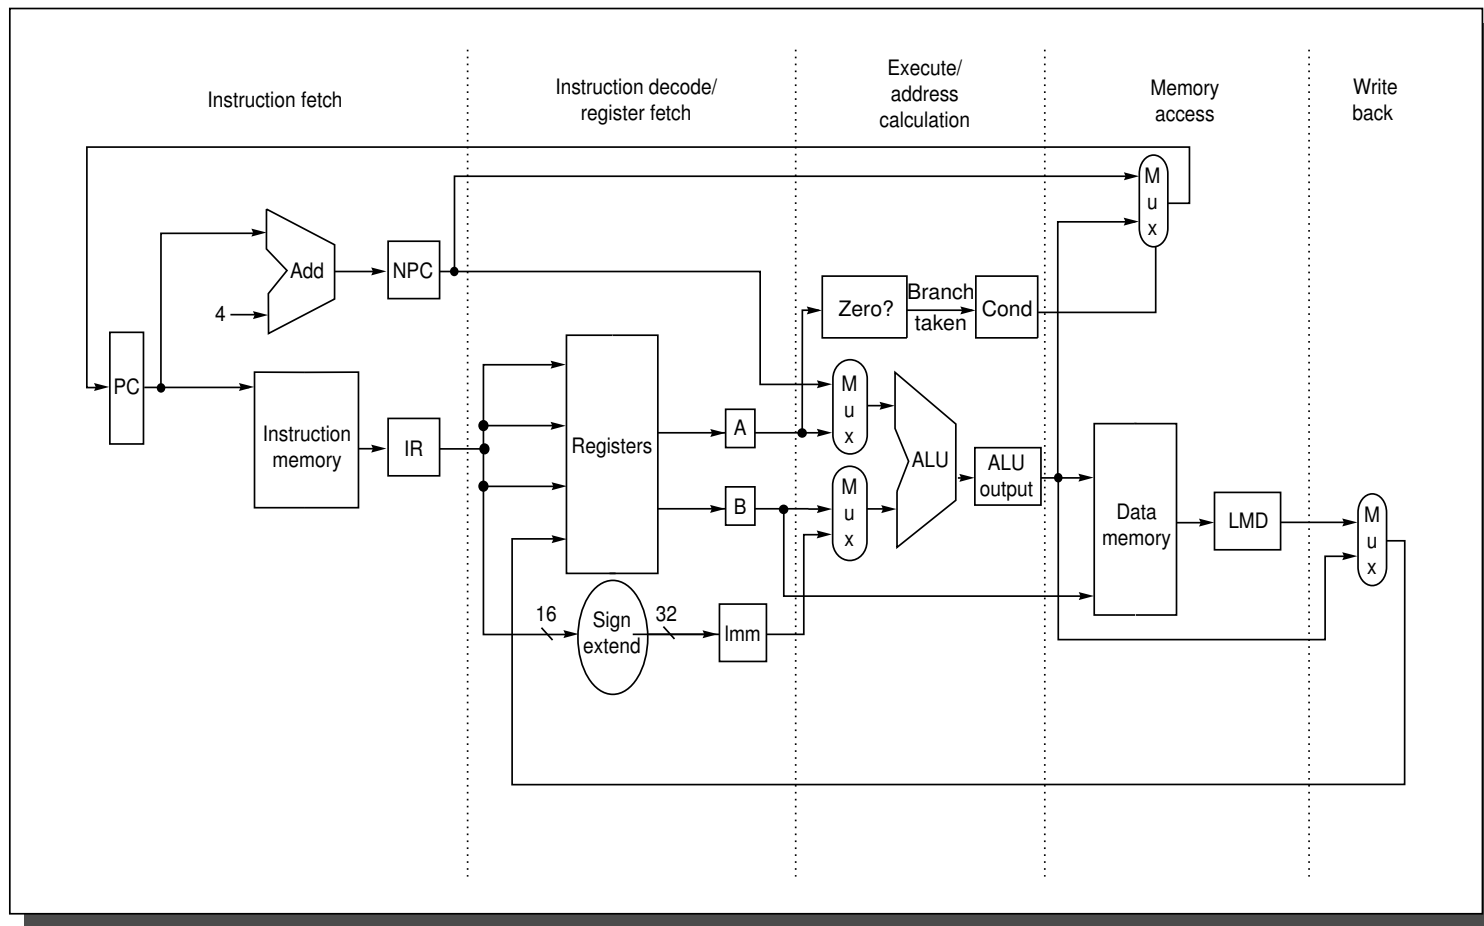 Instruction fetch
Instruction decode/
register fetch
Execute/
address
calculation
Memory
access
Write
back
M
u
x
Add
NPC
4
Zero?
Branch
taken
Cond
PC
Instruction
memory
IR
Registers
A
B
M
u
x
M
u
x
ALU
ALU
output
Data
memory
LMD
M
u
x
16
Sign
extend
32
Imm